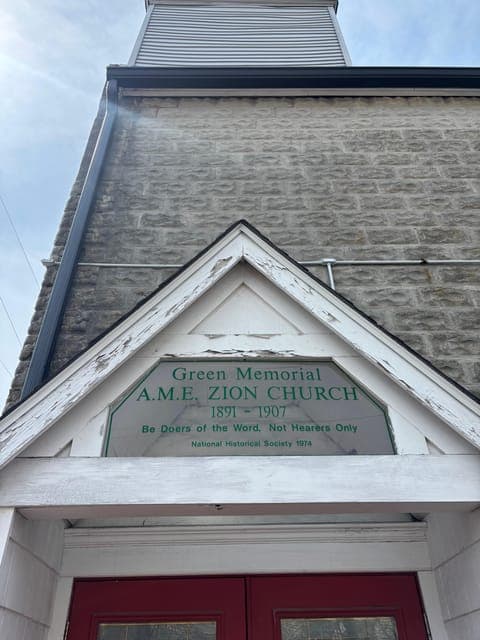 Green Memorial
A.M.E. ZION CHURCH
1891 - 1907
Be Doers of the Word, Not Hearers Only
National Historical Society 1974